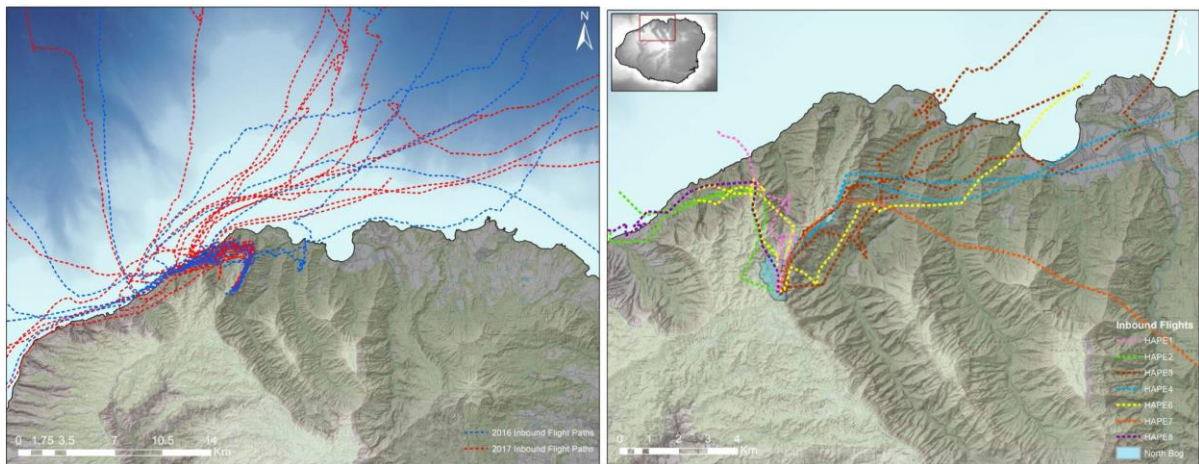 N
0 1.75 3.5 7 10.5 14
Km
2016 Inbound Flight Paths
2017 Inbound Flight Paths
N
0 1 2 3 4
Km
Inbound Flights
HAPE1
HAPE2
HAPE3
HAPE4
HAPE6
HAPE7
HAPE8
North Bog